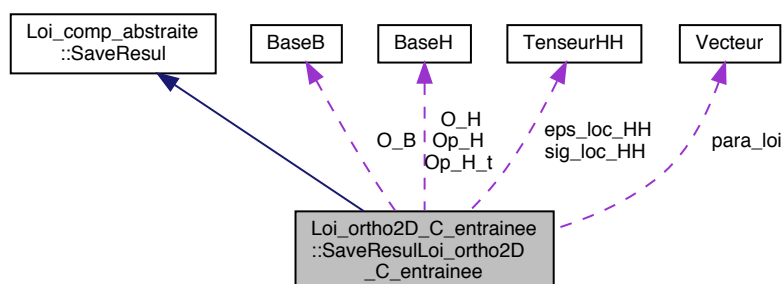 Loi_comp_abstraite
::SaveResul
BaseB
BaseH
TenseurHH
Vecteur
O_B
O_H
Op_H
Op_H_t
eps_loc_HH
sig_loc_HH
para_loi
Loi_ortho2D_C_entrainee
::SaveResulLoi_ortho2D
_C_entrainee